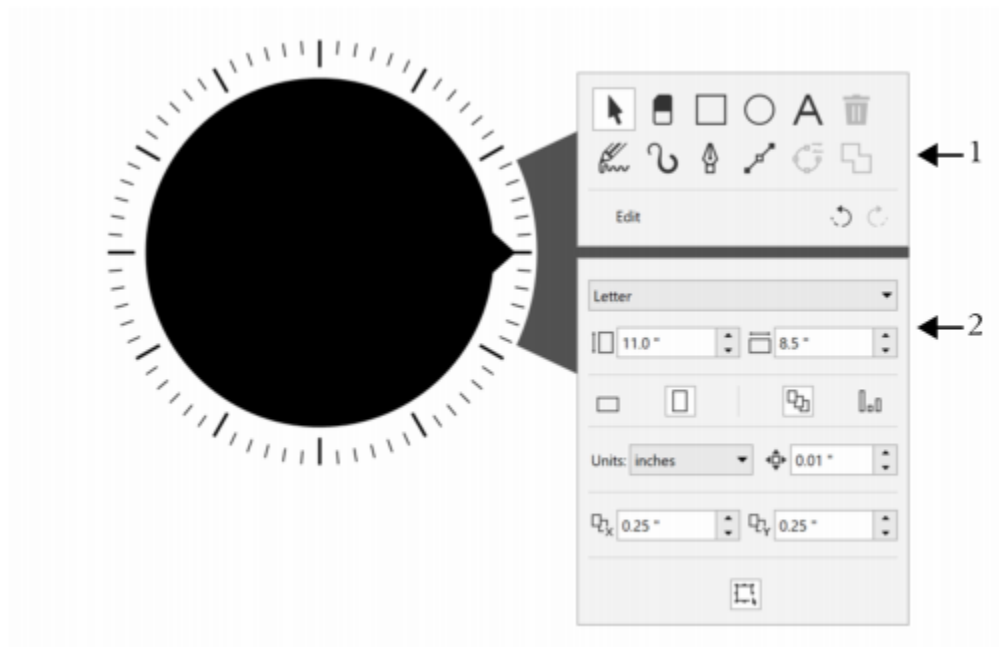 A
1
Edit
Letter
2
11.0 "
8.5 "
Units: inches
0.01 "
X 0.25 "
Y 0.25 "